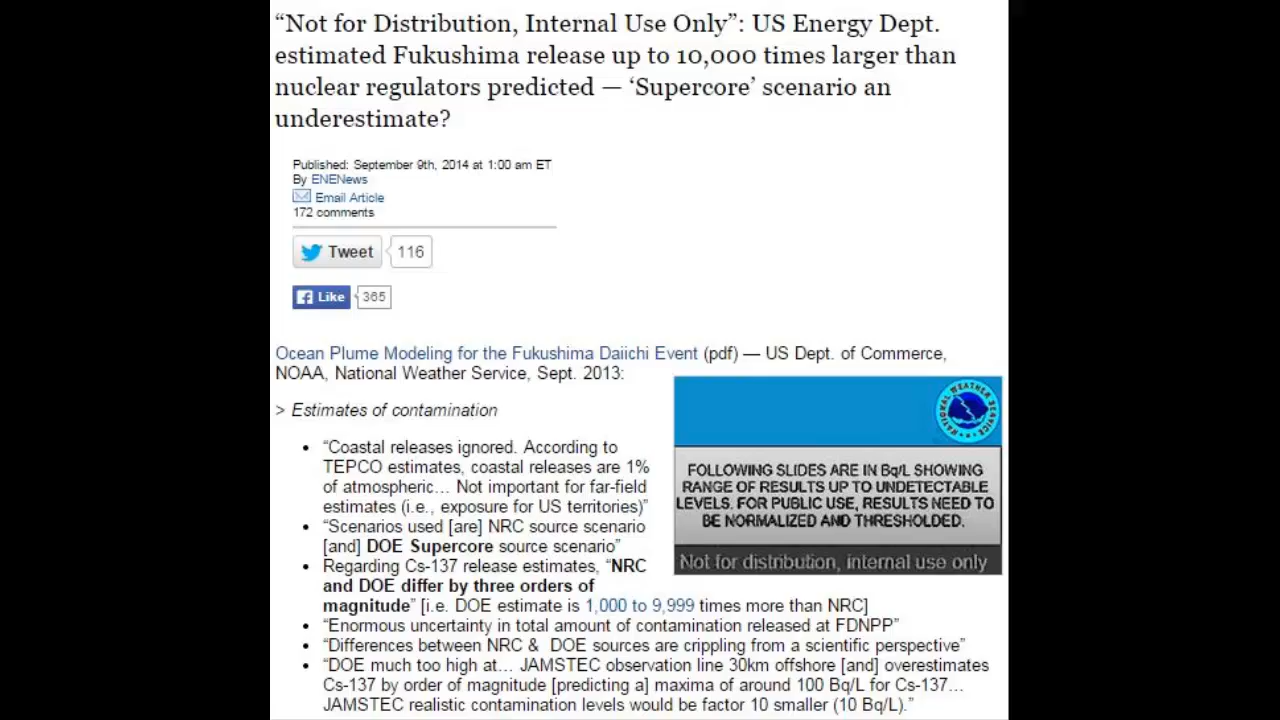 “Not for Distribution, Internal Use Only”: US Energy Dept.
estimated Fukushima release up to 10,000 times larger than
nuclear regulators predicted — ‘Supercore’ scenario an
underestimate?
Published: September 9th, 2014 at 1:00 am ET
By ENENews
Email Article
172 comments
Tweet 116
Like 365
Ocean Plume Modeling for the Fukushima Daiichi Event (pdf) — US Dept. of Commerce,
NOAA, National Weather Service, Sept. 2013:
> Estimates of contamination
• “Coastal releases ignored. According to
TEPCO estimates, coastal releases are 1%
of atmospheric… Not important for far-field
estimates (i.e., exposure for US territories)”
• “Scenarios used [are] NRC source scenario
[and] DOE Supercore source scenario”
• Regarding Cs-137 release estimates, “NRC
and DOE differ by three orders of
magnitude” [i.e. DOE estimate is 1,000 to 9,999 times more than NRC]
• “Enormous uncertainty in total amount of contamination released at FDNPP”
• “Differences between NRC & DOE sources are crippling from a scientific perspective”
• “DOE much too high at… JAMSTEC observation line 30km offshore [and] overestimates
Cs-137 by order of magnitude [predicting a] maxima of around 100 Bq/L for Cs-137…
JAMSTEC realistic contamination levels would be factor 10 smaller (10 Bq/L).”
NATIONAL WEATHER SERVICE
FOLLOWING SLIDES ARE IN Bq/L SHOWING
RANGE OF RESULTS UP TO UNDETECTABLE
LEVELS. FOR PUBLIC USE, RESULTS NEED TO
BE NORMALIZED AND THRESHOLDED.
Not for distribution, internal use only